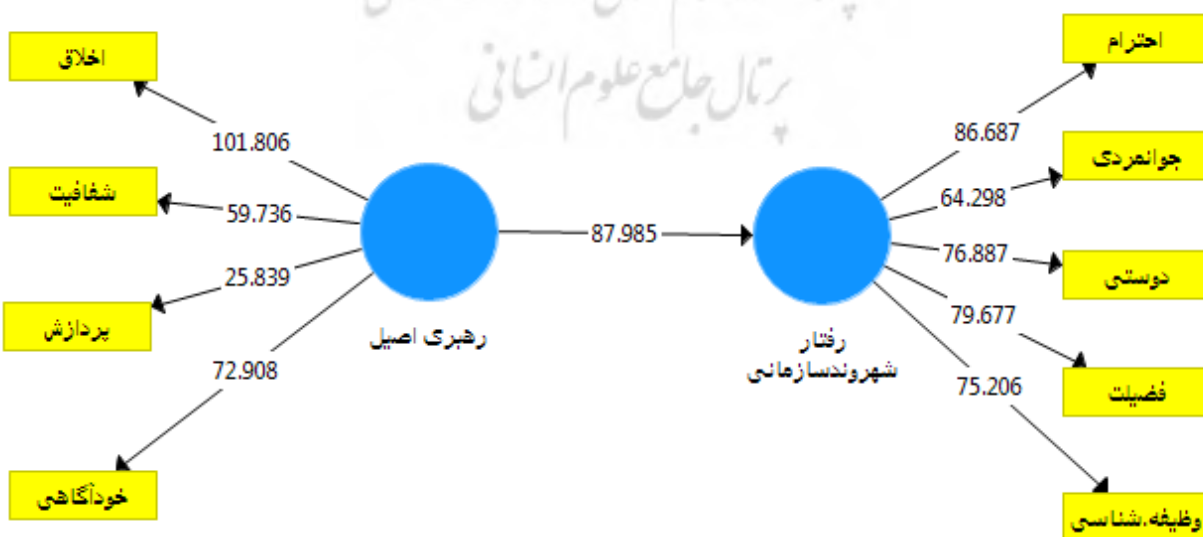 پرتال جامع علوم انسانی
احترام
اخلاق
86.687
101.806
جوانمردی
64.298
شفافیت
59.736
87.985
76.887
دوستی
25.839
79.677
پردازش
رهبری اصیل
رفتار
شهروندسازمانی
72.908
75.206
فضیلت
خودآگاهی
وظیفه.شناسی